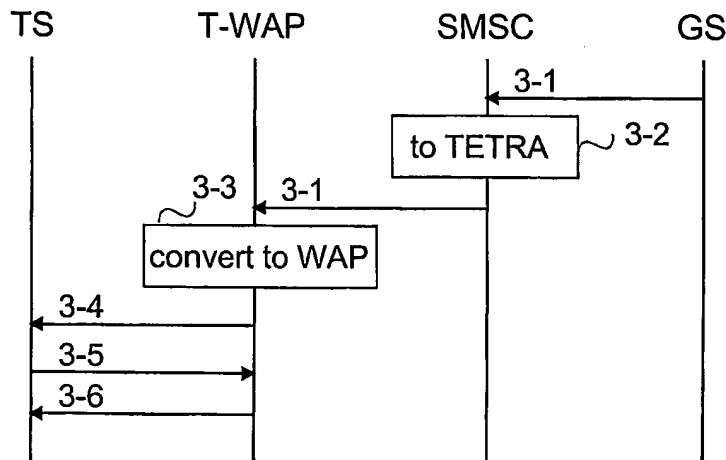 TS T-WAP SMSC GS
3-1
to TETRA 3-2
3-3 3-1
convert to WAP
3-4
3-5
3-6